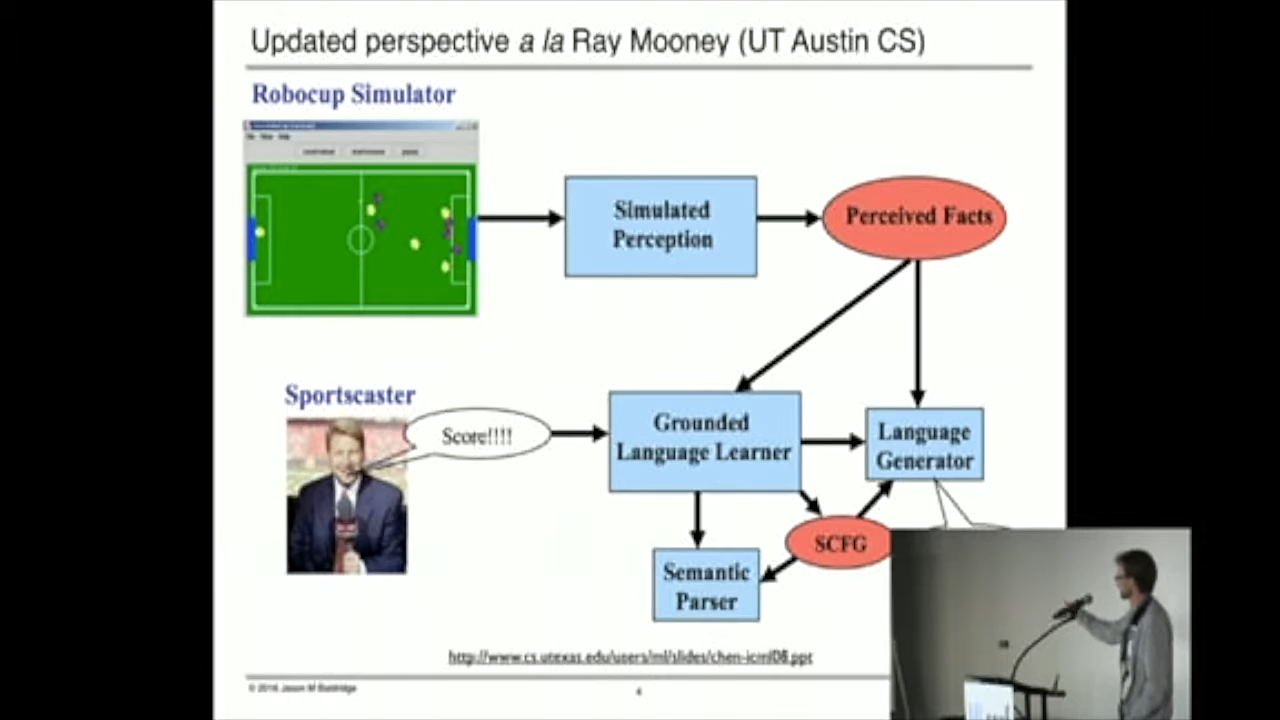 Updated perspective a la Ray Mooney (UT Austin CS)
Robocup Simulator
Simulated
Perception
Perceived Facts
Sportscaster
Score!!!!
Grounded
Language Learner
Language
Generator
SCFG
Semantic
Parser
http://www.cs.utexas.edu/users/ml/slides/chen-icml08.ppt
© 2016 Jason M Baldridge
4